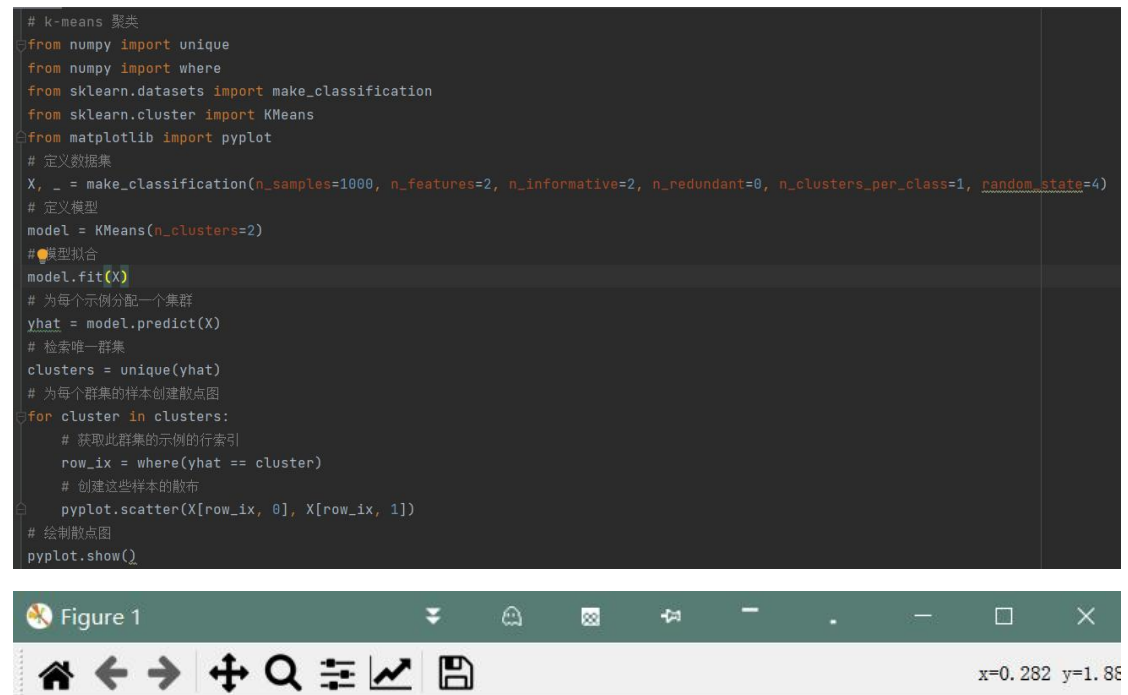 # k-means 聚类
from numpy import unique
from numpy import where
from sklearn.datasets import make_classification
from sklearn.cluster import KMeans
from matplotlib import pyplot
# 定义数据集
X, _ = make_classification(n_samples=1000, n_features=2, n_informative=2, n_redundant=0, n_clusters_per_class=1, random_state=4)
# 定义模型
model = KMeans(n_clusters=2)
# 模型拟合
model.fit(X)
# 为每个示例分配一个集群
yhat = model.predict(X)
# 检索唯一群集
clusters = unique(yhat)
# 为每个群集的样本创建散点图
for cluster in clusters:
    # 获取此群集的示例的行索引
    row_ix = where(yhat == cluster)
    # 创建这些样本的散布
    pyplot.scatter(X[row_ix, 0], X[row_ix, 1])
# 绘制散点图
pyplot.show()
Figure 1
x=0.282 y=1.88